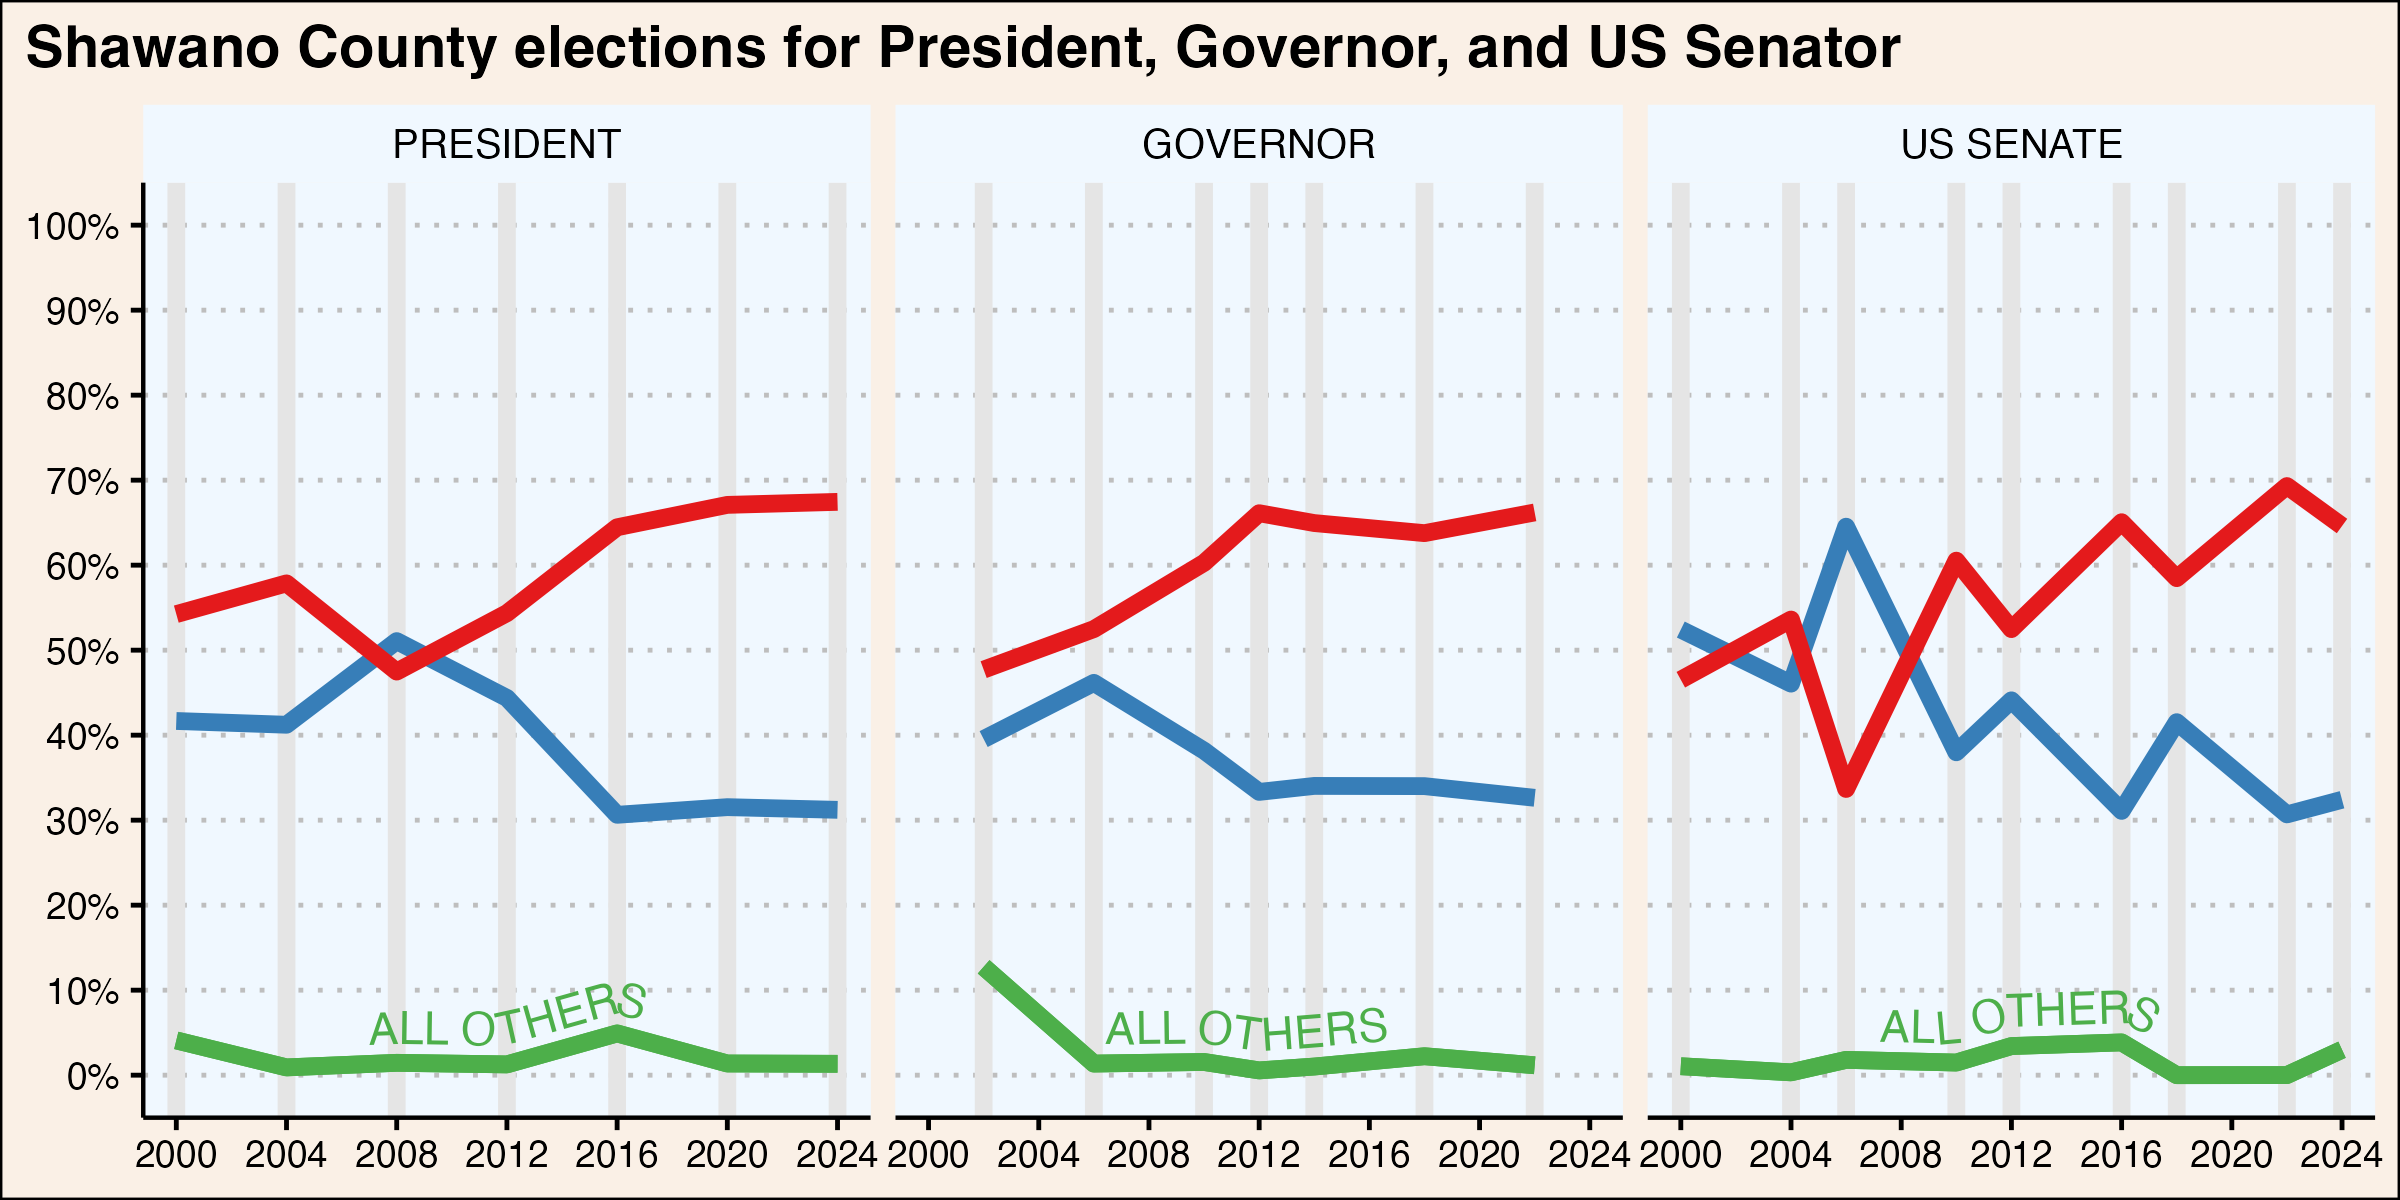 Shawano County elections for President, Governor, and US Senator
PRESIDENT
GOVERNOR
US SENATE
100%
90%
80%
70%
60%
50%
40%
30%
20%
10%
0%
ALL OTHERS
ALL OTHERS
ALL OTHERS
2000 2004 2008 2012 2016 2020 2024
2000 2004 2008 2012 2016 2020 2024
2000 2004 2008 2012 2016 2020 2024